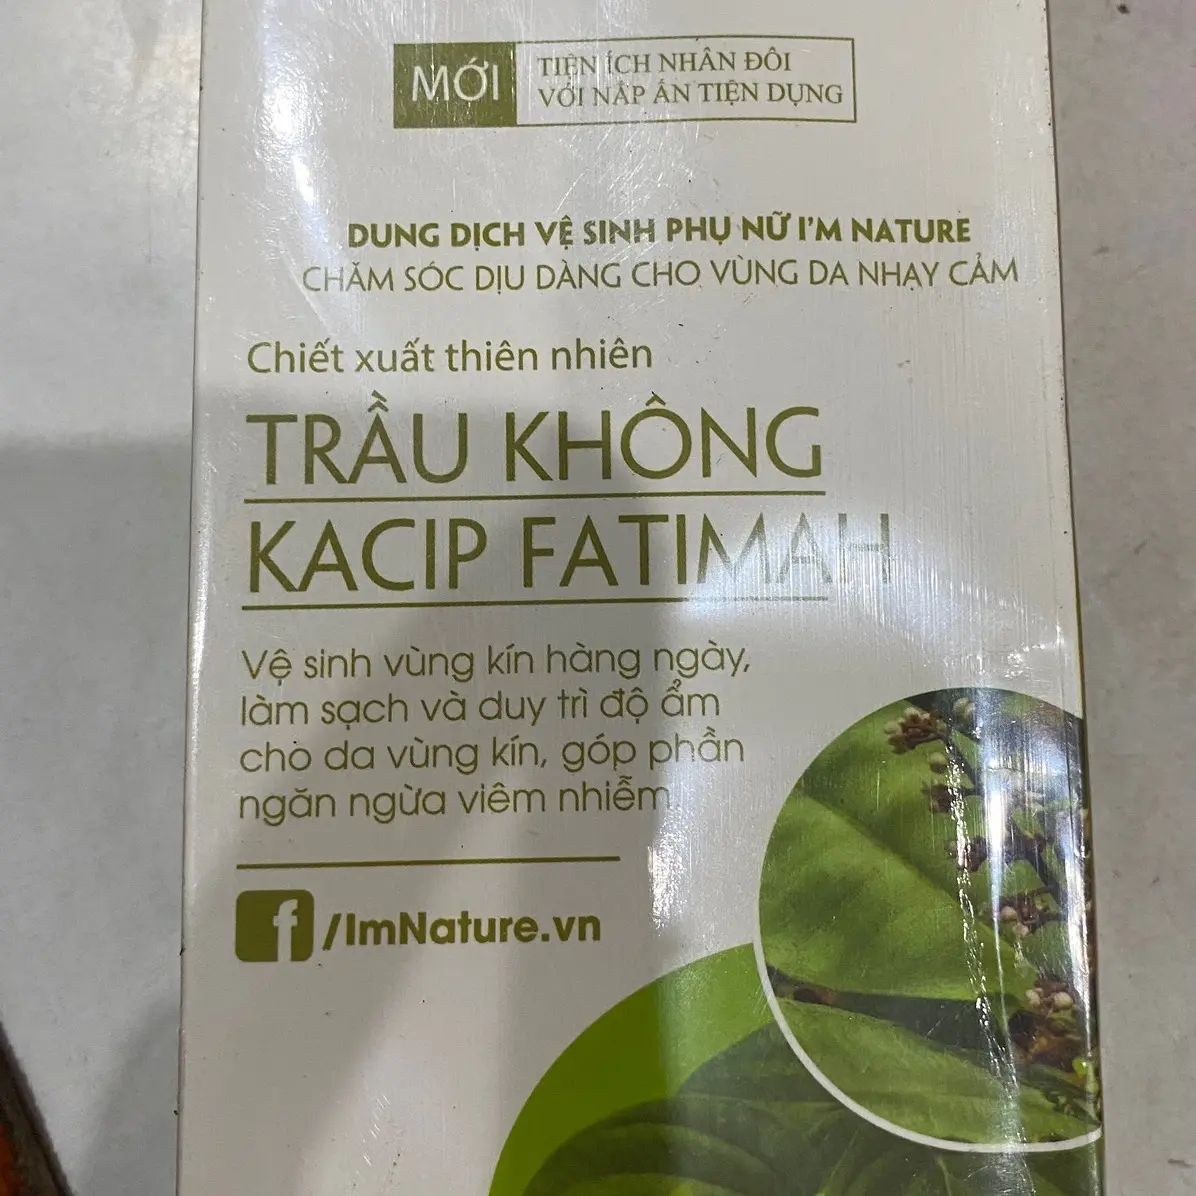 MỚI
TIỆN ÍCH NHÂN ĐÔI
VỚI NẮP ẤN TIỆN DỤNG
DUNG DỊCH VỆ SINH PHỤ NỮ I'M NATURE
CHĂM SÓC DỊU DÀNG CHO VÙNG DA NHẠY CẢM
Chiết xuất thiên nhiên
TRẦU KHÔNG
KACIP FATIMAH
Vệ sinh vùng kín hàng ngày,
làm sạch và duy trì độ ẩm
cho da vùng kín, góp phần
ngăn ngừa viêm nhiễm.
f/ImNature.vn